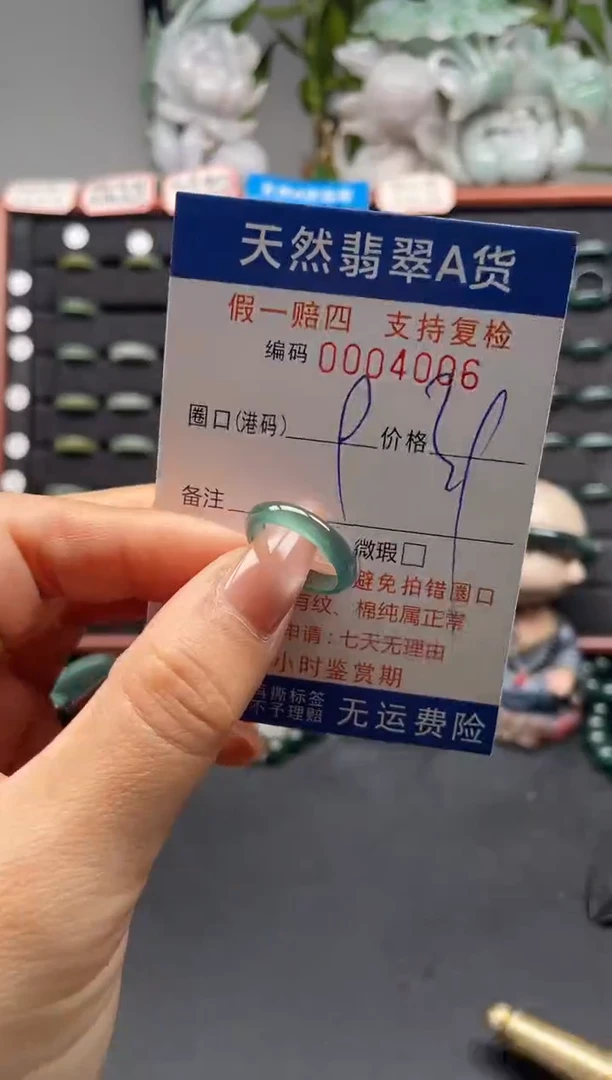 天然翡翠A货
假一赔四 支持复检
编码 0004006
圈口(港码) 价格
备注
微瑕
避免拍错圈口
有纹、棉纯属正常
申请:七天无理由
小时鉴赏期
撕标签
不予理赔
无运费险